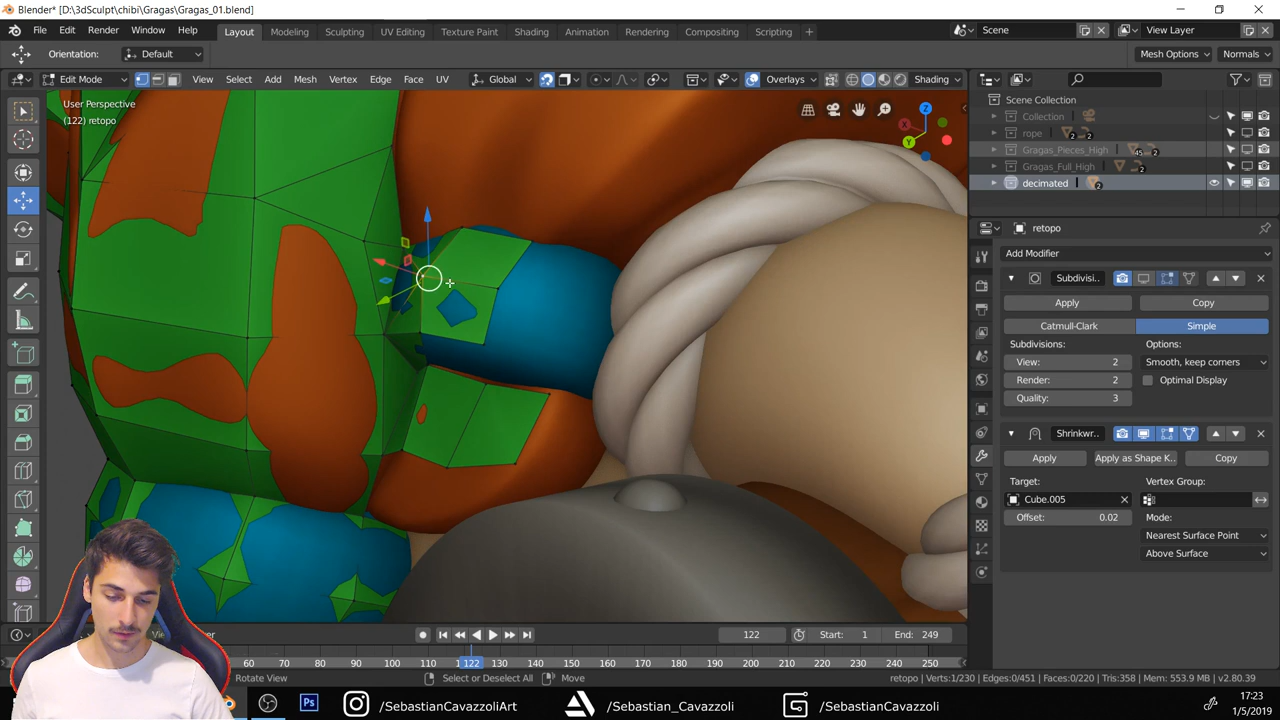 Blender* [D:\3dSculpt\chibi\Gragas\Gragas_01.blend]
File Edit Render Window Help Layout Modeling Sculpting UV Editing Texture Paint Shading Animation Rendering Compositing Scripting + Scene View Layer
Orientation: Default Mesh Options Normals
Edit Mode View Select Add Mesh Vertex Edge Face UV Global Overlays Shading
User Perspective
(122) retopo
Z
X
Y
Scene Collection
Collection
rope 2 2
Gragas_Pieces_High 45 2
Gragas_Full_High 2
decimated 2
retopo
Add Modifier
Subdivisi..
Apply Copy
Catmull-Clark Simple
Subdivisions: Options:
View: 2 Smooth, keep corners
Render: 2 Optimal Display
Quality: 3
Shrinkwr..
Apply Apply as Shape K.. Copy
Target: Vertex Group:
Cube.005
Offset: 0.02 Mode:
Nearest Surface Point
Above Surface
122 Start: 1 End: 249
60 70 80 90 100 110 122 130 140 150 160 170 180 190 200 210 220 230 240 250
Rotate View Select or Deselect All Move retopo | Verts:1/230 | Edges:0/451 | Faces:0/220 | Tris:358 | Mem: 553.9 MB | v2.80.39
Ps /SebastianCavazzoliArt /Sebastian_Cavazzoli /SebastianCavazzoli
17:23
1/5/2019